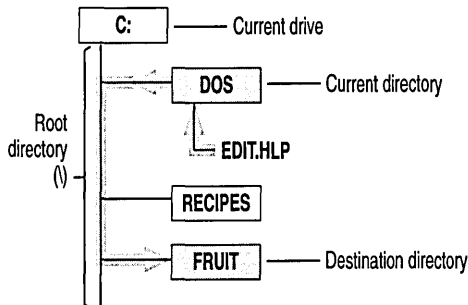 C:
Current drive
DOS
Current directory
Root
directory
(\)
EDIT.HLP
RECIPES
FRUIT
Destination directory